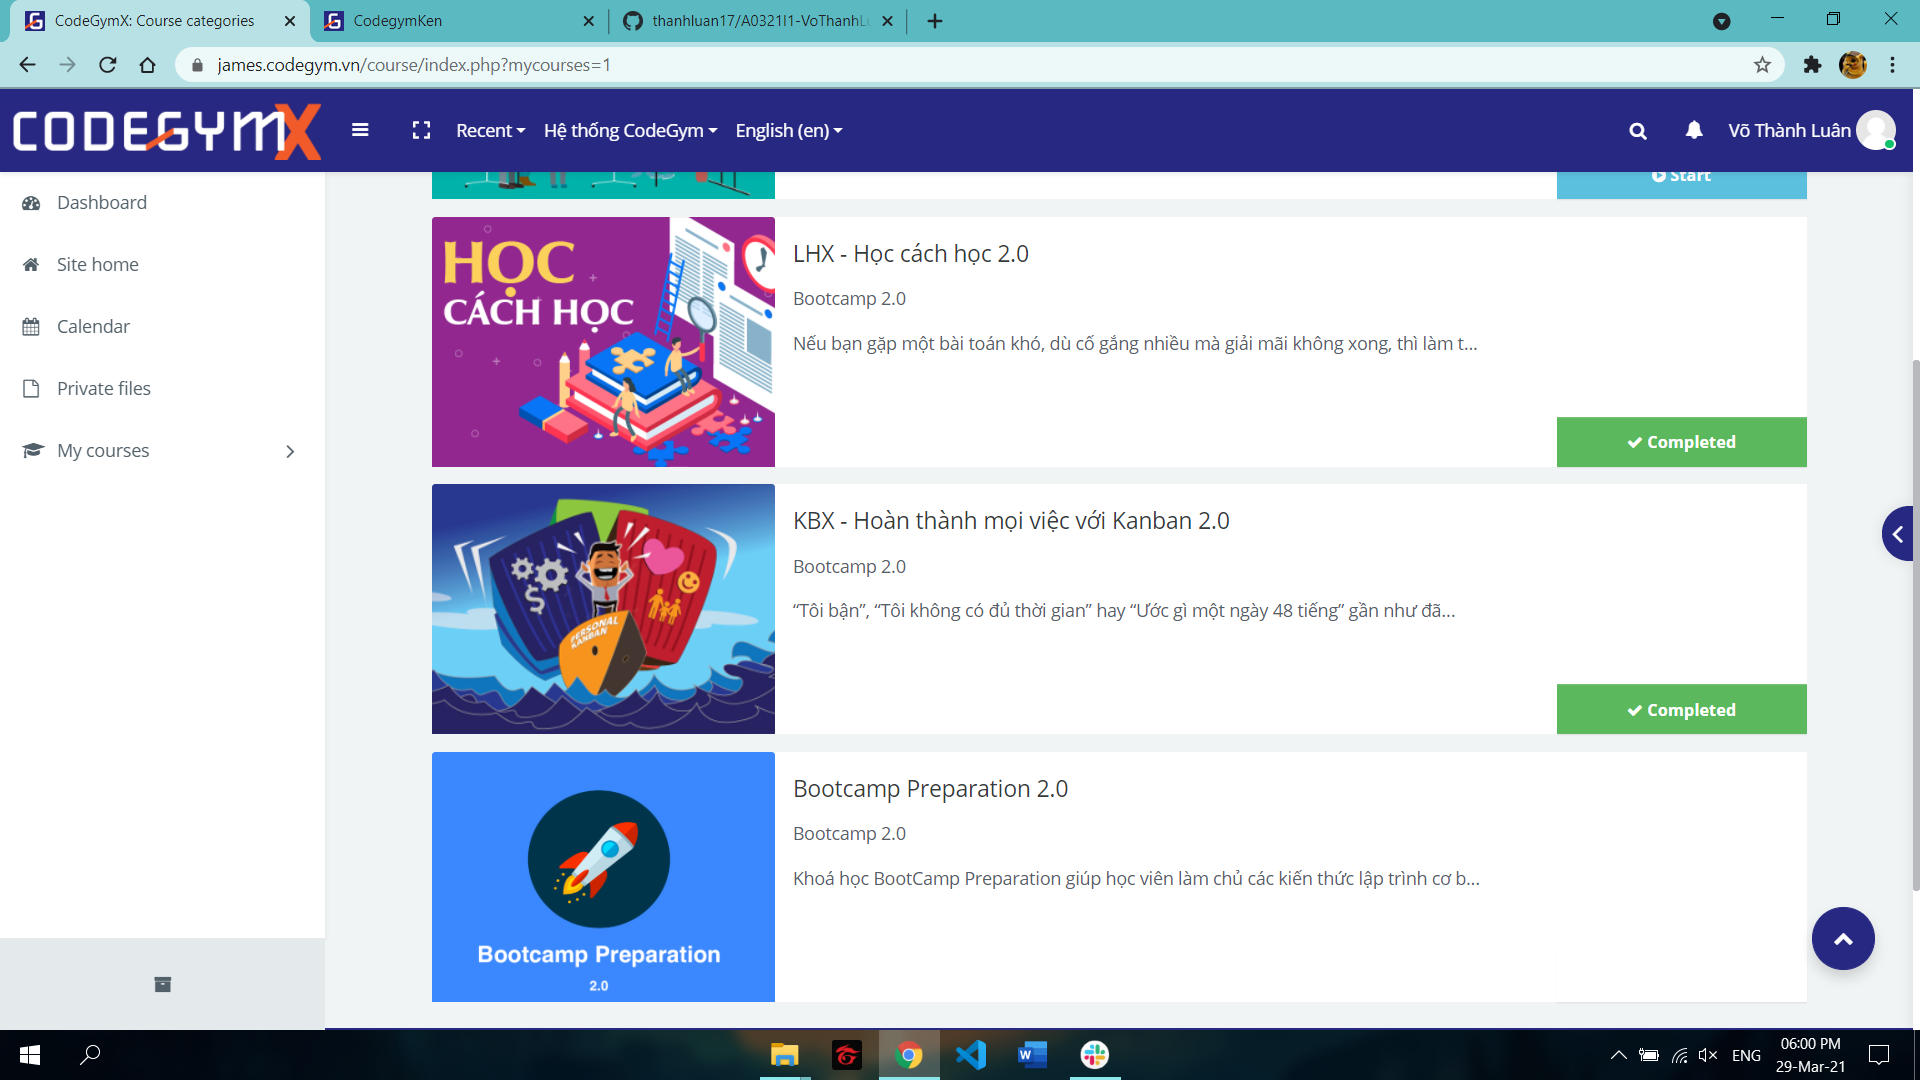 CodeGymX: Course categories
CodegymKen
thanhluan17/A0321I1-VoThanhLu
james.codegym.vn/course/index.php?mycourses=1
CODEGYMX
Recent
Hệ thống CodeGym
English (en)
Võ Thành Luân
Dashboard
Site home
Calendar
Private files
My courses
Start
HỌC
CÁCH HỌC
LHX - Học cách học 2.0
Bootcamp 2.0
Nếu bạn gặp một bài toán khó, dù cố gắng nhiều mà giải mãi không xong, thì làm t...
Completed
PERSONAL
KANBAN
KBX - Hoàn thành mọi việc với Kanban 2.0
Bootcamp 2.0
“Tôi bận”, “Tôi không có đủ thời gian” hay “Ước gì một ngày 48 tiếng” gần như đã...
Completed
Bootcamp Preparation
2.0
Bootcamp Preparation 2.0
Bootcamp 2.0
Khoá học BootCamp Preparation giúp học viên làm chủ các kiến thức lập trình cơ b...
ENG
06:00 PM
29-Mar-21